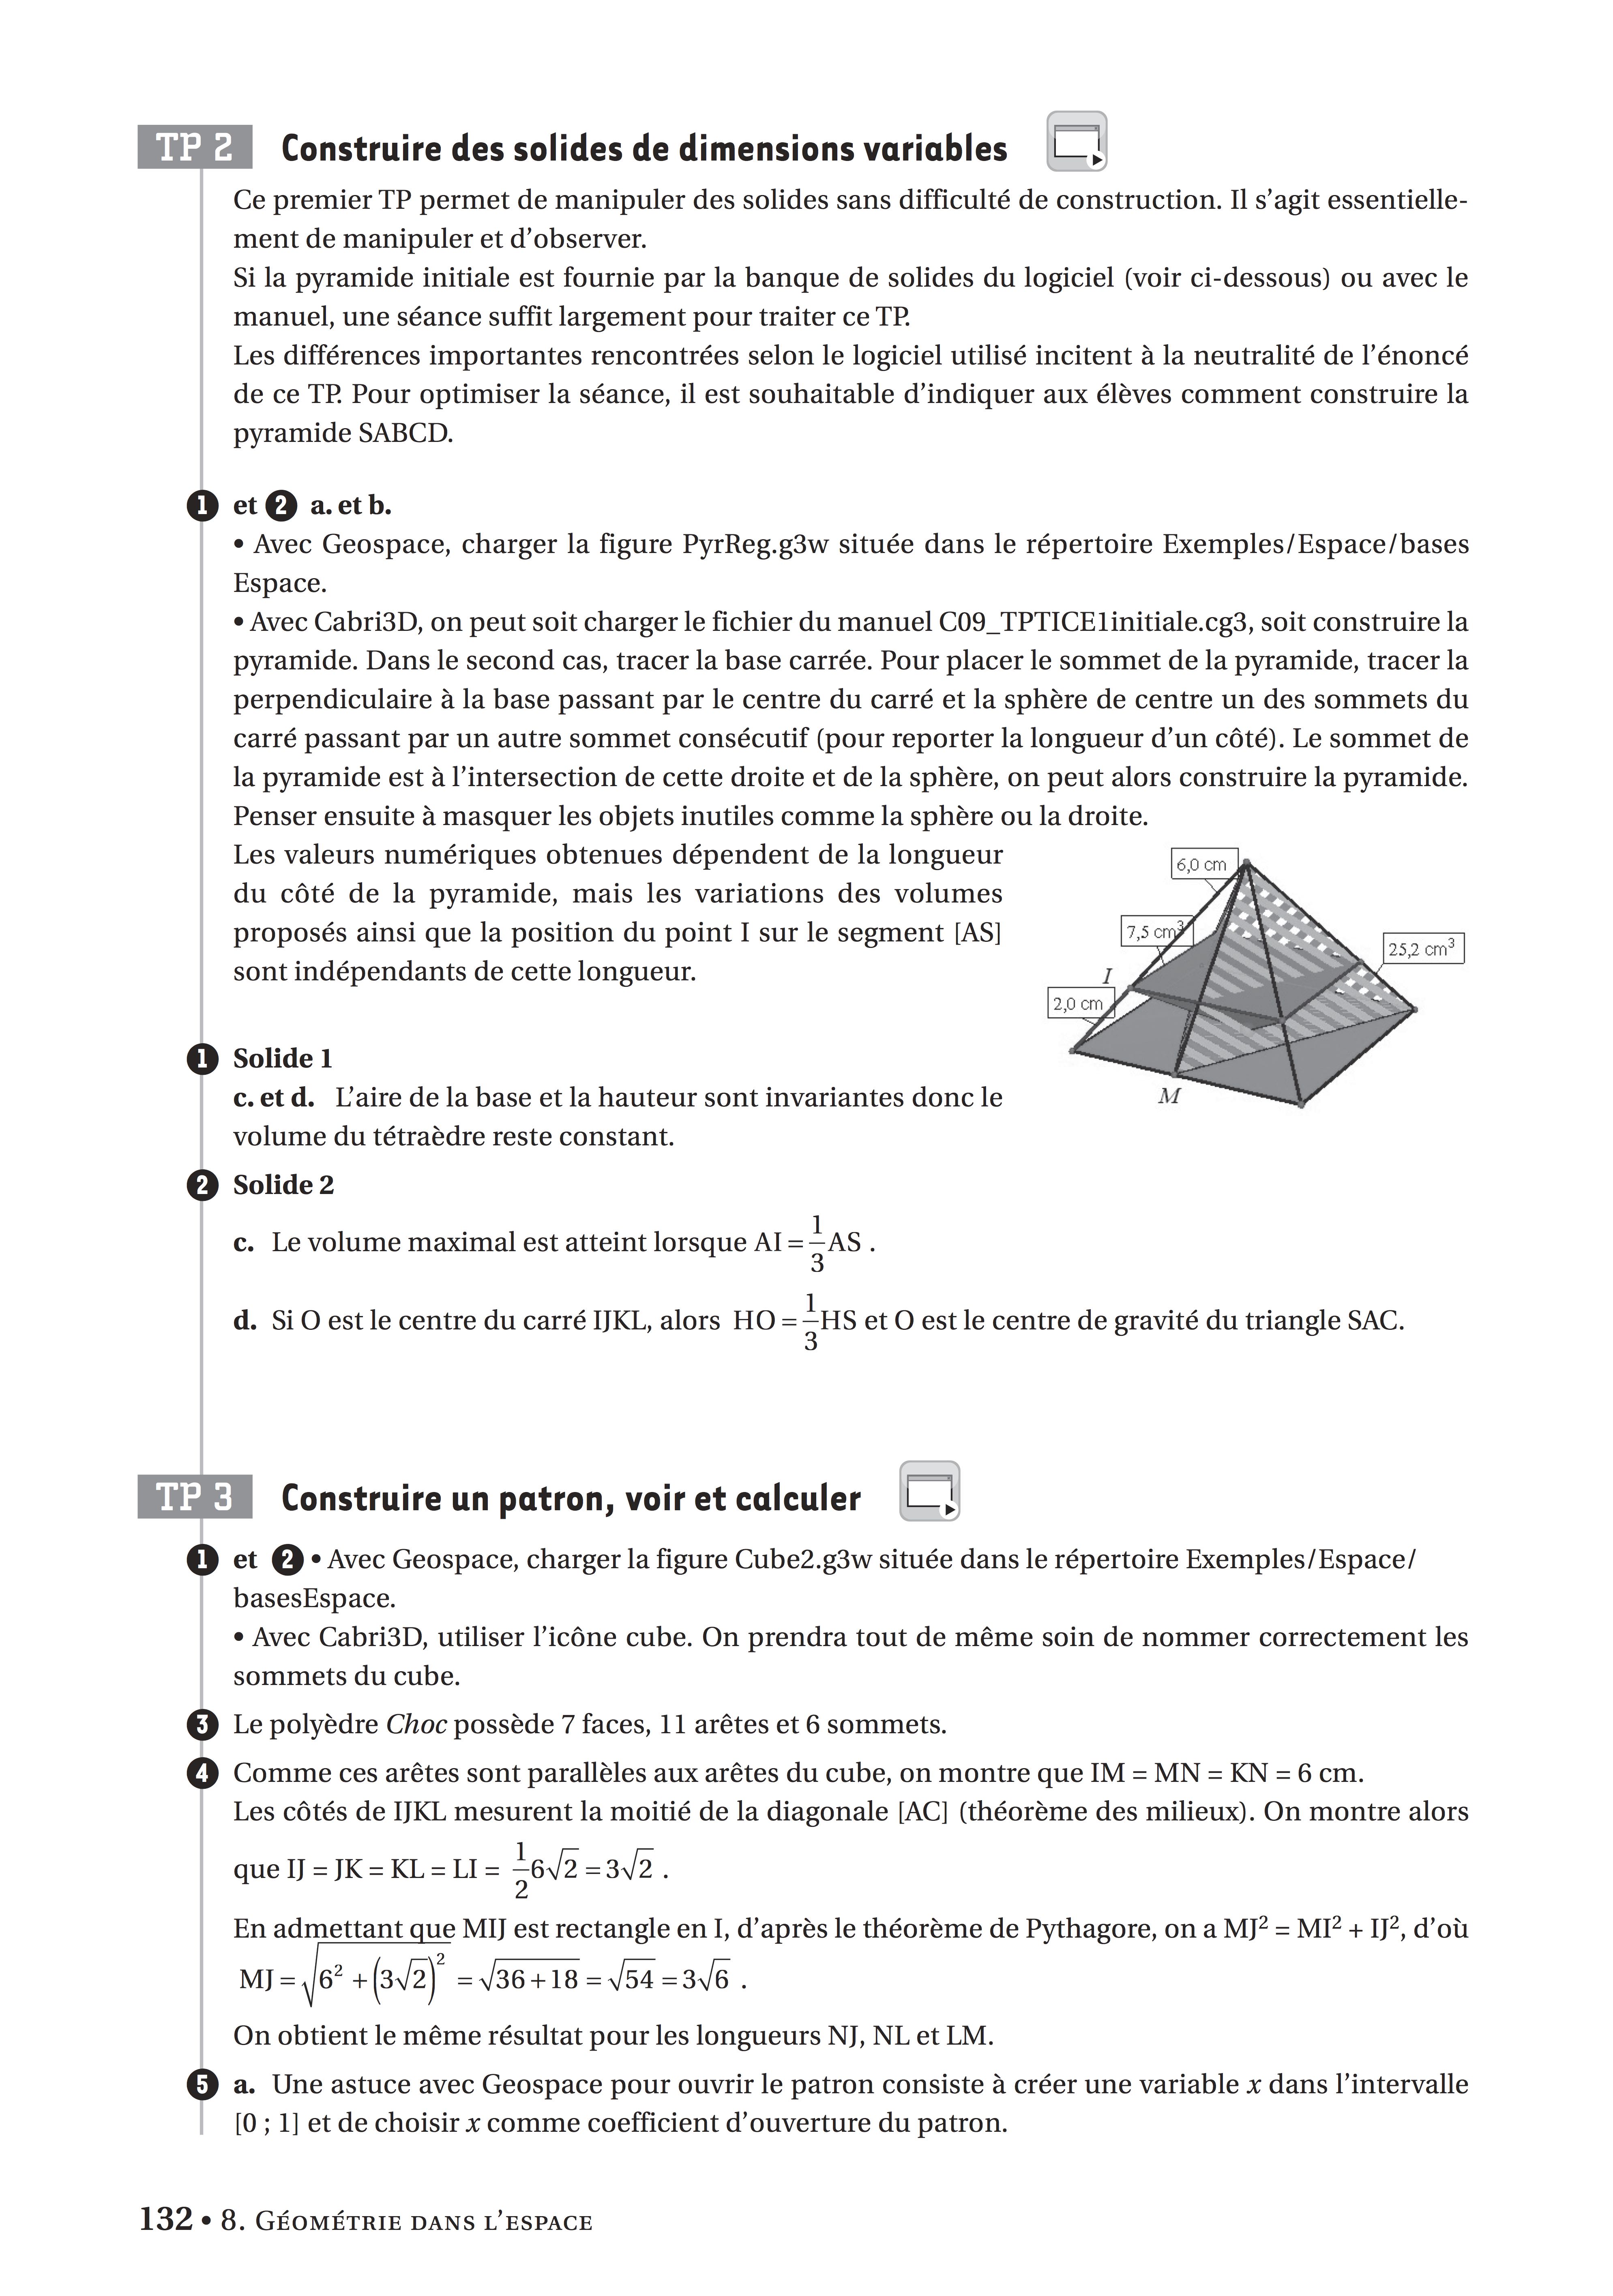 TP 2 Construire des solides de dimensions variables
Ce premier TP permet de manipuler des solides sans difficulté de construction. Il s’agit essentielle-
ment de manipuler et d’observer.
Si la pyramide initiale est fournie par la banque de solides du logiciel (voir ci-dessous) ou avec le
manuel, une séance suffit largement pour traiter ce TP.
Les différences importantes rencontrées selon le logiciel utilisé incitent à la neutralité de l’énoncé
de ce TP. Pour optimiser la séance, il est souhaitable d’indiquer aux élèves comment construire la
pyramide SABCD.
1 et 2 a. et b.
• Avec Geospace, charger la figure PyrReg.g3w située dans le répertoire Exemples/Espace/bases
Espace.
• Avec Cabri3D, on peut soit charger le fichier du manuel C09_TPTICE1initiale.cg3, soit construire la
pyramide. Dans le second cas, tracer la base carrée. Pour placer le sommet de la pyramide, tracer la
perpendiculaire à la base passant par le centre du carré et la sphère de centre un des sommets du
carré passant par un autre sommet consécutif (pour reporter la longueur d’un côté). Le sommet de
la pyramide est à l’intersection de cette droite et de la sphère, on peut alors construire la pyramide.
Penser ensuite à masquer les objets inutiles comme la sphère ou la droite.
Les valeurs numériques obtenues dépendent de la longueur
du côté de la pyramide, mais les variations des volumes
proposés ainsi que la position du point I sur le segment [AS]
sont indépendants de cette longueur.
6,0 cm
7,5 cm³
25,2 cm³
I
2,0 cm
M
1 Solide 1
c. et d. L’aire de la base et la hauteur sont invariantes donc le
volume du tétraèdre reste constant.
2 Solide 2
c. Le volume maximal est atteint lorsque AI = 1/3 AS .
d. Si O est le centre du carré IJKL, alors HO = 1/3 HS et O est le centre de gravité du triangle SAC.
TP 3 Construire un patron, voir et calculer
1 et 2 • Avec Geospace, charger la figure Cube2.g3w située dans le répertoire Exemples/Espace/
basesEspace.
• Avec Cabri3D, utiliser l’icône cube. On prendra tout de même soin de nommer correctement les
sommets du cube.
3 Le polyèdre Choc possède 7 faces, 11 arêtes et 6 sommets.
4 Comme ces arêtes sont parallèles aux arêtes du cube, on montre que IM = MN = KN = 6 cm.
Les côtés de IJKL mesurent la moitié de la diagonale [AC] (théorème des milieux). On montre alors
que IJ = JK = KL = LI = 1/2 6√2 = 3√2 .
En admettant que MIJ est rectangle en I, d’après le théorème de Pythagore, on a MJ² = MI² + IJ², d’où
MJ = √(6² + (3√2)²) = √(36+18) = √54 = 3√6 .
On obtient le même résultat pour les longueurs NJ, NL et LM.
5 a. Une astuce avec Geospace pour ouvrir le patron consiste à créer une variable x dans l’intervalle
[0 ; 1] et de choisir x comme coefficient d’ouverture du patron.
132 • 8. GÉOMÉTRIE DANS L’ESPACE